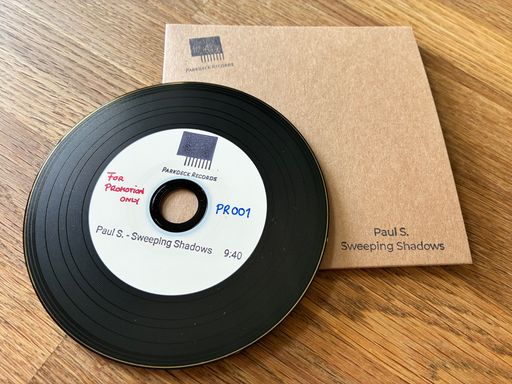 PARKDECK RECORDS
Paul S.
Sweeping Shadows
PARKDECK RECORDS
FOR
PROMOTION
ONLY
PR001
Paul S. - Sweeping Shadows 9:40